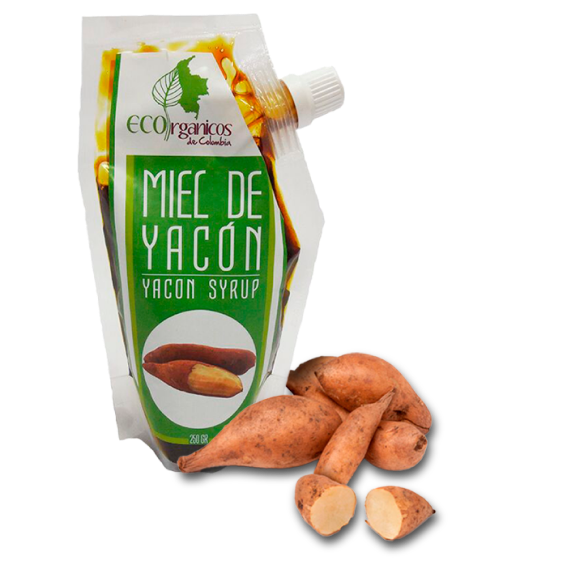 ECOrganicos
de Colombia
MIEL DE
YACÓN
YACON SYRUP
250 GR